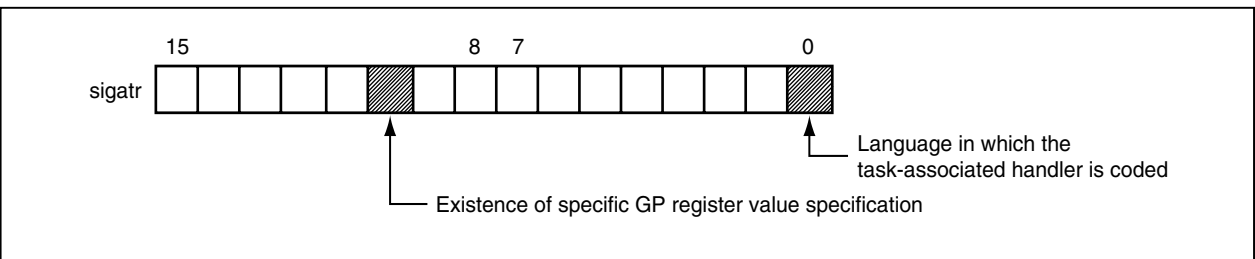 15 8 7 0
sigatr
Language in which the
task-associated handler is coded
Existence of specific GP register value specification